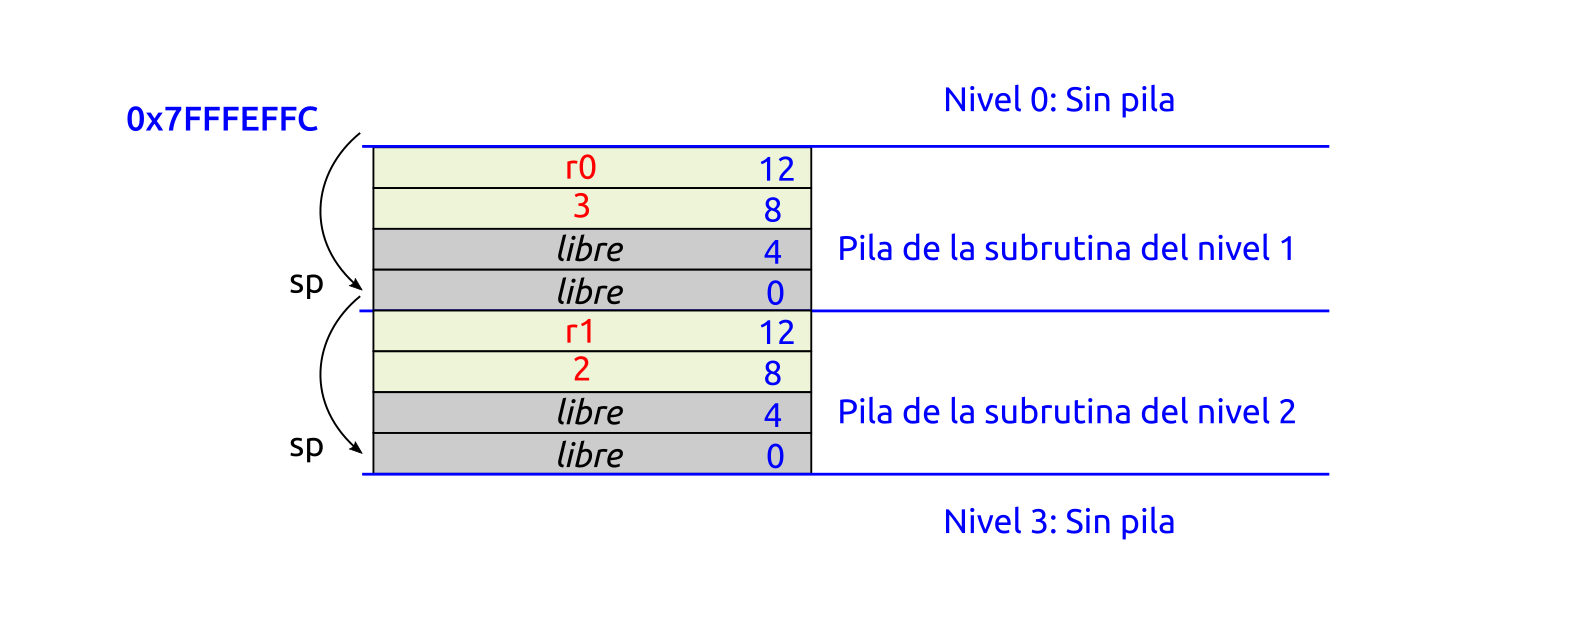 Nivel 0: Sin pila
0x7FFFEFFC
r0 12
3 8
libre 4
Pila de la subrutina del nivel 1
sp
libre 0
r1 12
2 8
libre 4
Pila de la subrutina del nivel 2
sp
libre 0
Nivel 3: Sin pila